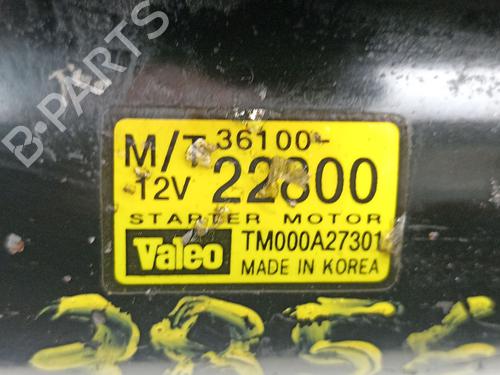 B-PARTS
M/T 36100-
12V 22800
STARTER MOTOR
Valeo TM000A27301
MADE IN KOREA